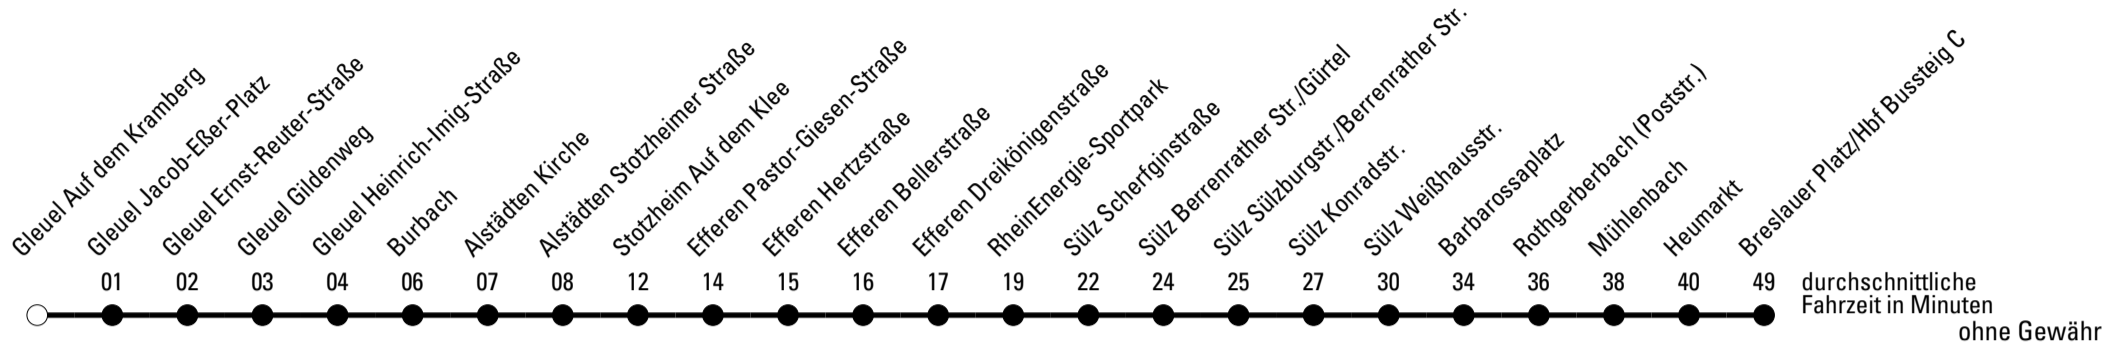 Gleuel Auf dem Kramberg
Gleuel Jacob-Eßer-Platz
Gleuel Ernst-Reuter-Straße
Gleuel Gildenweg
Gleuel Heinrich-Imig-Straße
Burbach
Alstädten Kirche
Alstädten Stotzheimer Straße
Stotzheim Auf dem Klee
Efferen Pastor-Giesen-Straße
Efferen Hertzstraße
Efferen Bellerstraße
Efferen Dreikönigenstraße
RheinEnergie-Sportpark
Sülz Scherfginstraße
Sülz Berrenrather Str./Gürtel
Sülz Sülzburgstr./Berrenrather Str.
Sülz Konradstr.
Sülz Weißhausstr.
Barbarossaplatz
Rothgerberbach (Poststr.)
Mühlenbach
Heumarkt
Breslauer Platz/Hbf Bussteig C
01 02 03 04 06 07 08 12 14 15 16 17 19 22 24 25 27 30 34 36 38 40 49 durchschnittliche
Fahrzeit in Minuten
ohne Gewähr